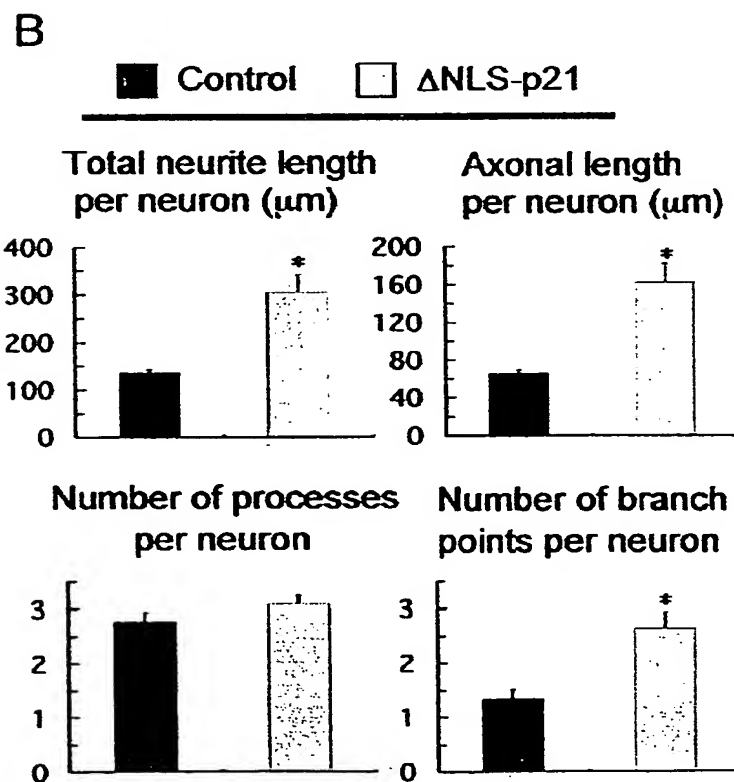 B
Control ΔNLS-p21
Total neurite length
per neuron (μm)
400
300
200
100
0
*
Axonal length
per neuron (μm)
200
160
120
80
40
0
*
Number of processes
per neuron
3
2
1
0
Number of branch
points per neuron
3
2
1
0
*